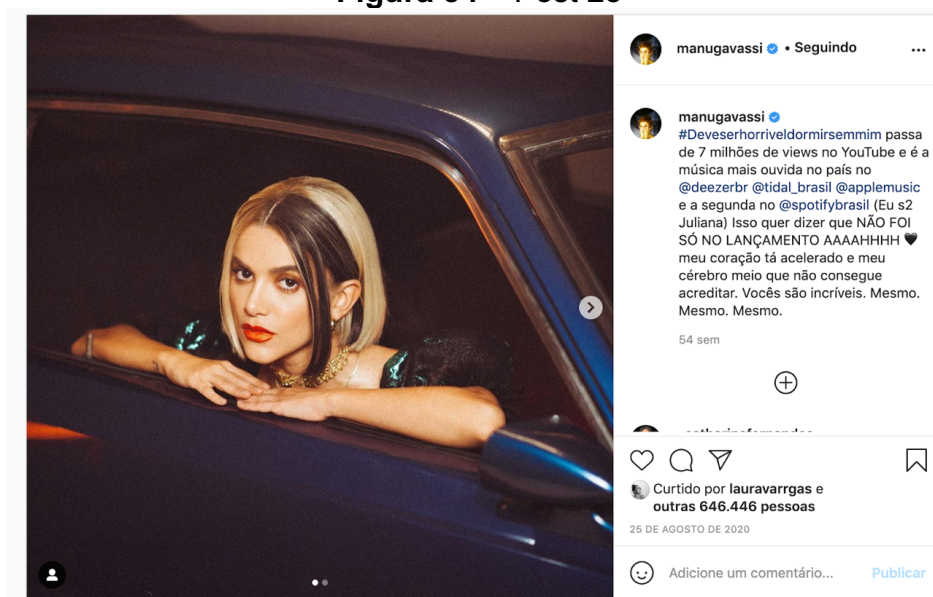 manugavassi • Seguindo
manugavassi
#Deveserhorriveldormirsemmim passa
de 7 milhões de views no YouTube e é a
música mais ouvida no país no
@deezerbr @tidal_brasil @applemusic
e a segunda no @spotifybrasil (Eu s2
Juliana) Isso quer dizer que NÃO FOI
SÓ NO LANÇAMENTO AAAAHHHH 🖤
meu coração tá acelerado e meu
cérebro meio que não consegue
acreditar. Vocês são incríveis. Mesmo.
Mesmo. Mesmo.
54 sem
Curtido por lauravarrgas e
outras 646.446 pessoas
25 DE AGOSTO DE 2020
Adicione um comentário... Publicar